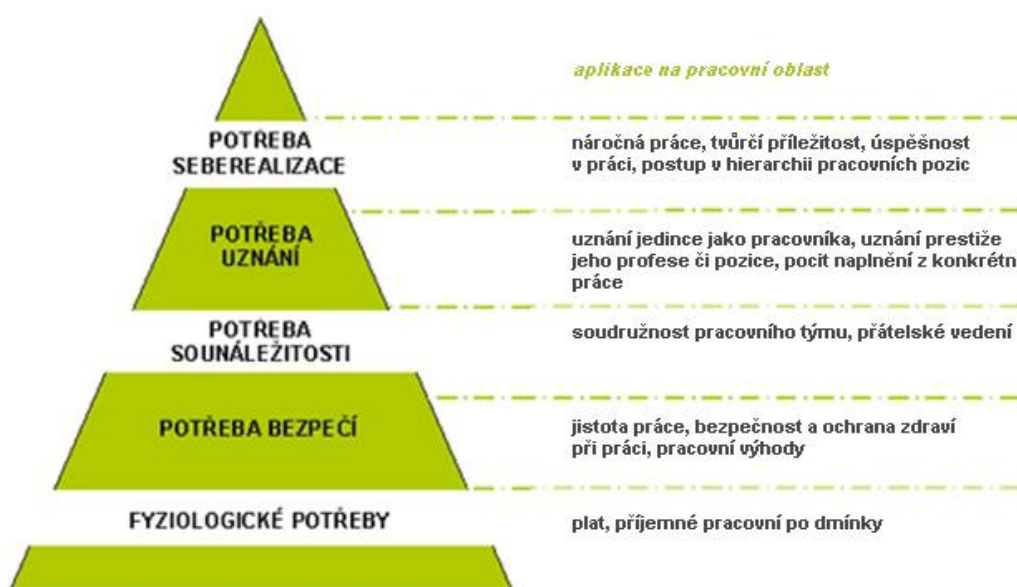 aplikace na pracovní oblast
POTŘEBA
SEBEREALIZACE
náročná práce, tvůrčí příležitost, úspěšnost
v práci, postup v hierarchii pracovních pozic
POTŘEBA
UZNÁNÍ
uznání jedince jako pracovníka, uznání prestiže
jeho profese či pozice, pocit naplnění z konkrétn
práce
POTŘEBA
SOUNÁLEŽITOSTI
soudružnost pracovního týmu, přátelské vedení
POTŘEBA BEZPEČÍ
jistota práce, bezpečnost a ochrana zdraví
při práci, pracovní výhody
FYZIOLOGICKÉ POTŘEBY
plat, příjemné pracovní po dmínky